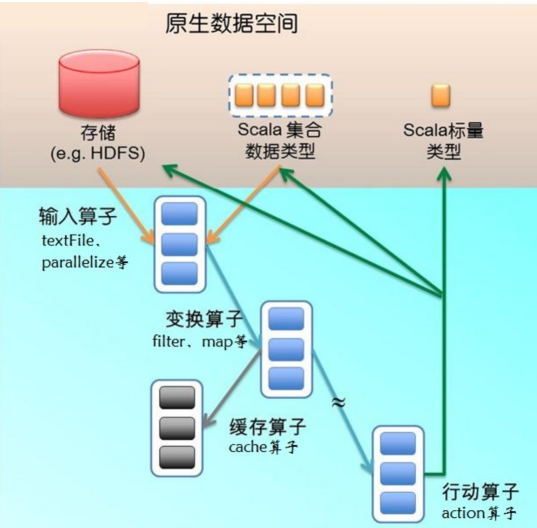 原生数据空间
存储
(e.g. HDFS)
Scala 集合
数据类型
Scala标量
类型
输入算子
textFile、
parallelize等
变换算子
filter、map等
≈
缓存算子
cache算子
行动算子
action算子